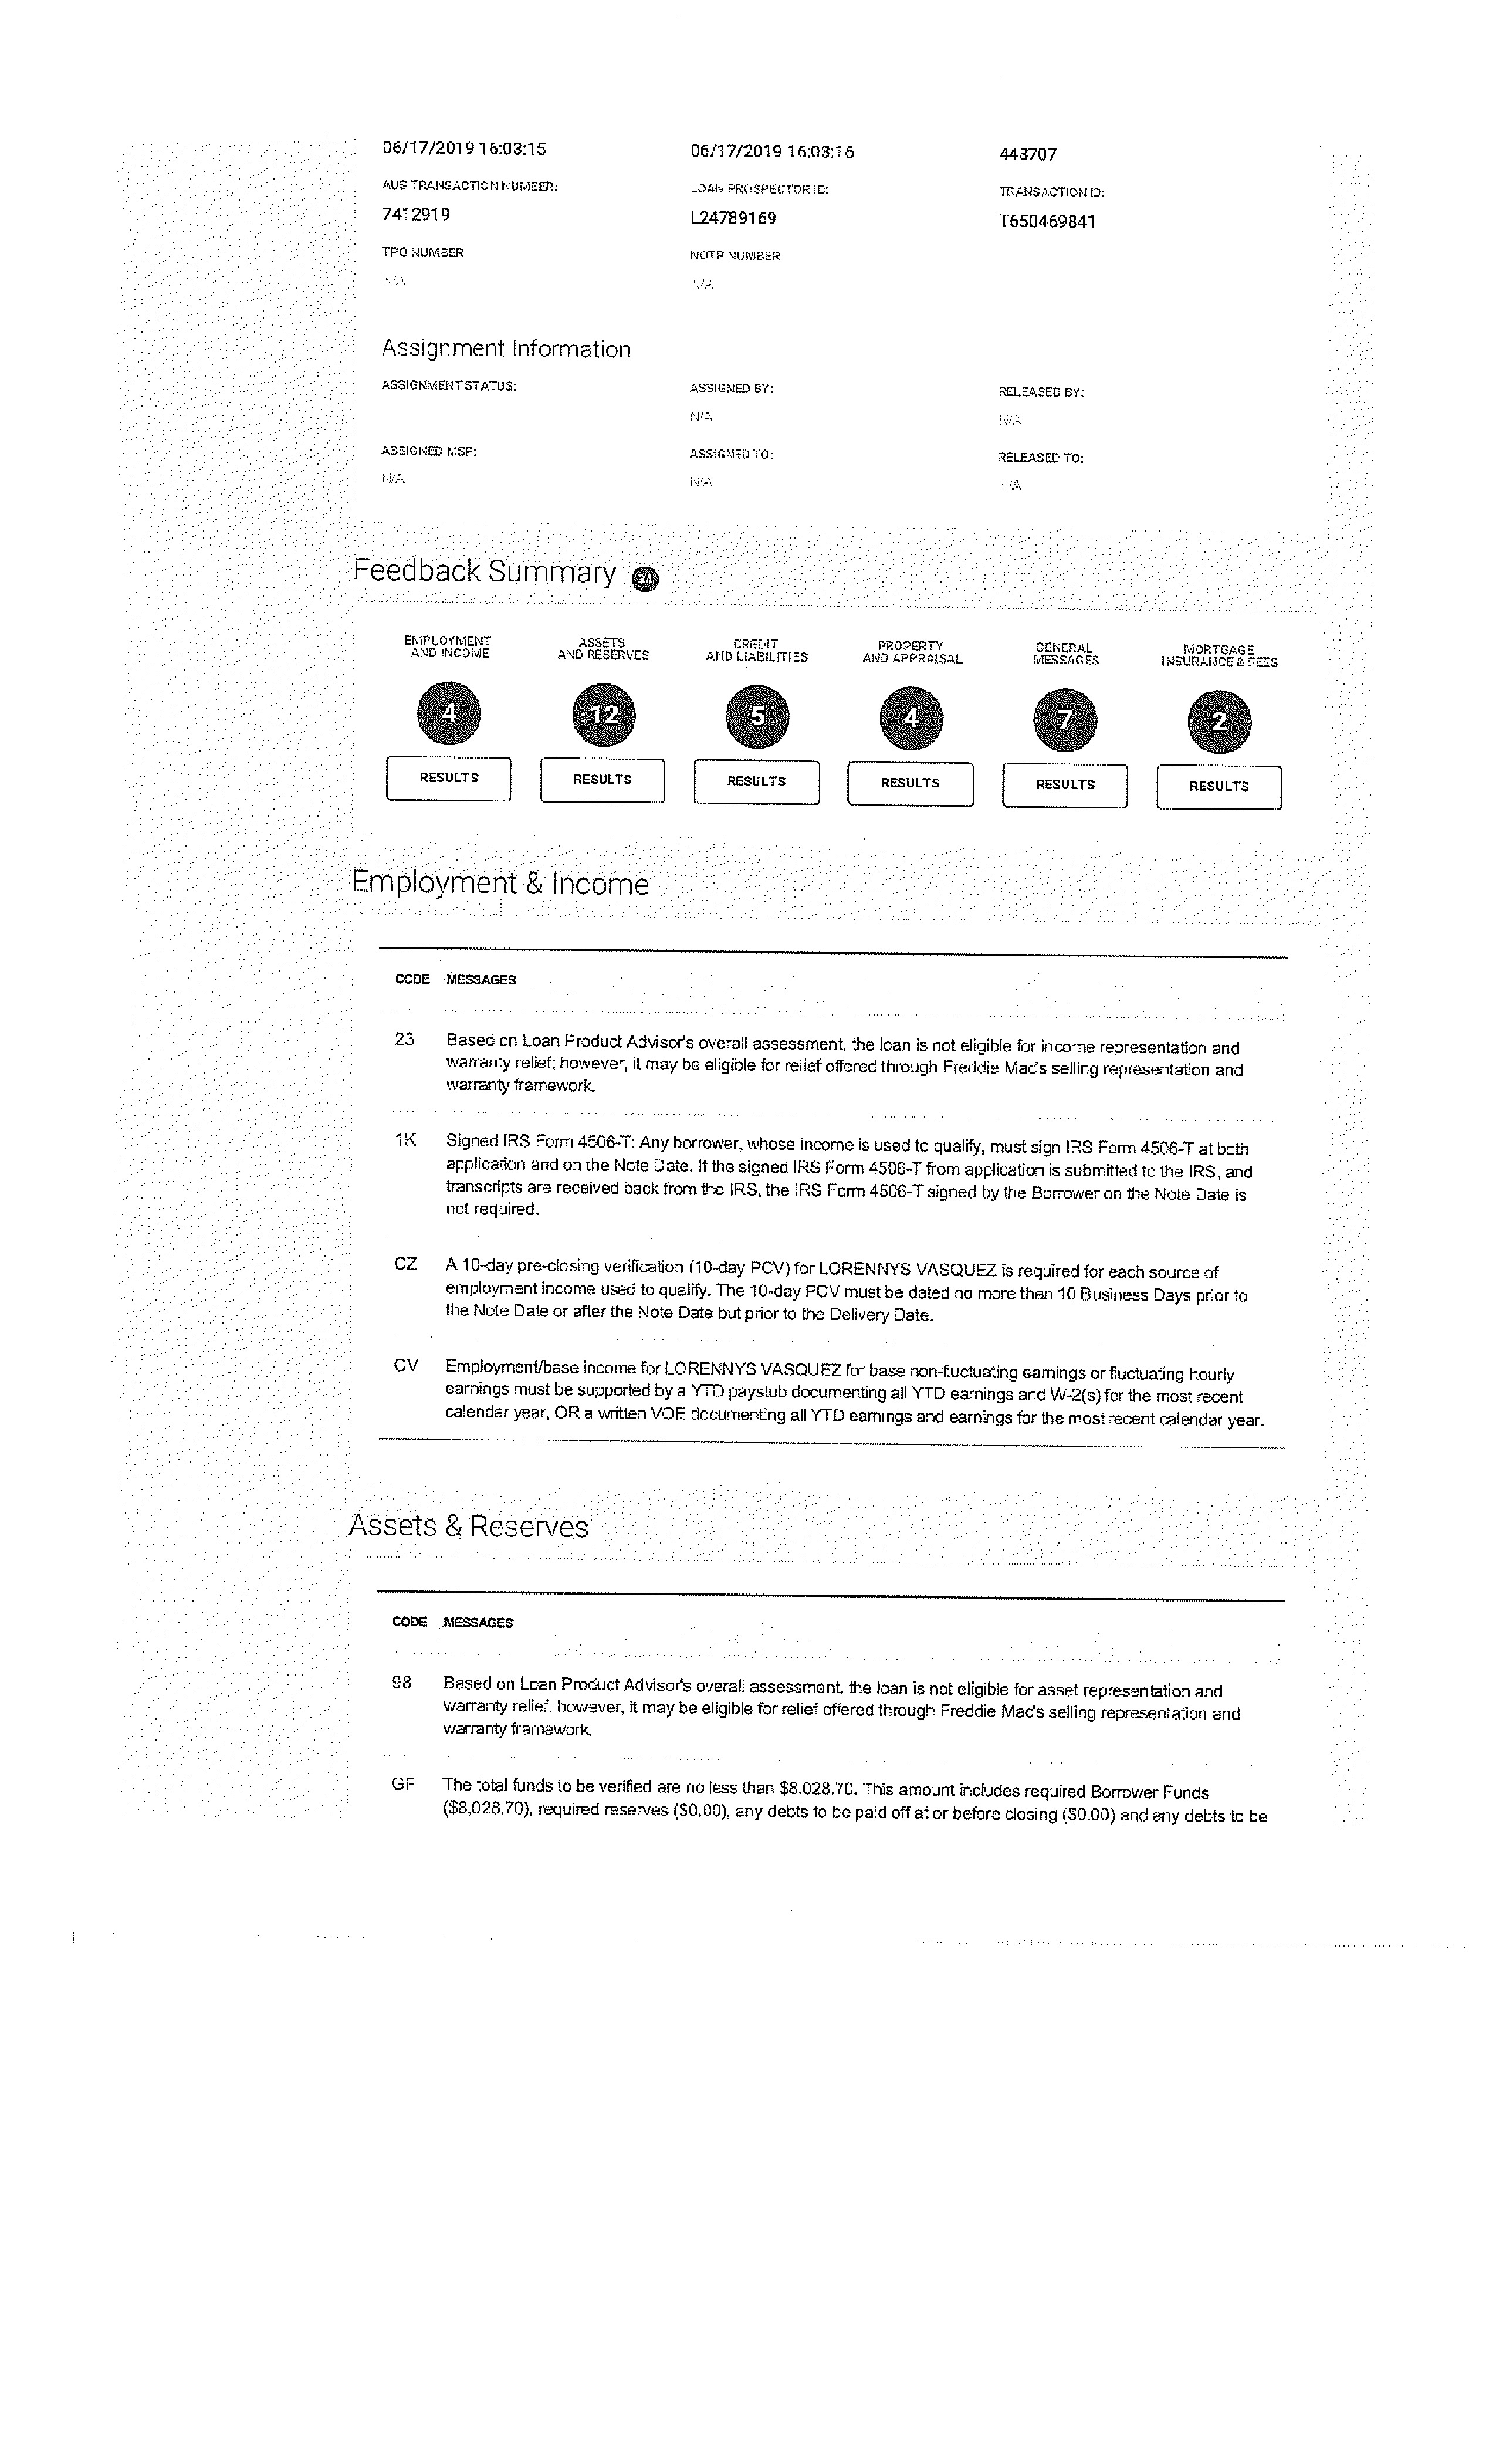 06/17/2019 16:03:15 06/17/2019 16:03:16 443707
AUS TRANSACTION NUMBER: LOAN PROSPECTOR ID: TRANSACTION ID:
7412919 L24789169 T650469841
TPO NUMBER NOTP NUMBER
N/A N/A
Assignment Information
ASSIGNMENT STATUS: ASSIGNED BY: RELEASED BY:
N/A N/A
ASSIGNED MSP: ASSIGNED TO: RELEASED TO:
N/A N/A N/A
Feedback Summary 34
EMPLOYMENT AND INCOME
ASSETS AND RESERVES
CREDIT AND LIABILITIES
PROPERTY AND APPRAISAL
GENERAL MESSAGES
MORTGAGE INSURANCE & FEES
4 12 5 4 7 2
RESULTS RESULTS RESULTS RESULTS RESULTS RESULTS
Employment & Income
CODE MESSAGES
23 Based on Loan Product Advisor's overall assessment, the loan is not eligible for income representation and
warranty relief; however, it may be eligible for relief offered through Freddie Mac's selling representation and
warranty framework.
1K Signed IRS Form 4506-T: Any borrower, whose income is used to qualify, must sign IRS Form 4506-T at both
application and on the Note Date. If the signed IRS Form 4506-T from application is submitted to the IRS, and
transcripts are received back from the IRS, the IRS Form 4506-T signed by the Borrower on the Note Date is
not required.
CZ A 10-day pre-closing verification (10-day PCV) for LORENNYS VASQUEZ is required for each source of
employment income used to qualify. The 10-day PCV must be dated no more than 10 Business Days prior to
the Note Date or after the Note Date but prior to the Delivery Date.
CV Employment/base income for LORENNYS VASQUEZ for base non-fluctuating earnings or fluctuating hourly
earnings must be supported by a YTD paystub documenting all YTD earnings and W-2(s) for the most recent
calendar year, OR a written VOE documenting all YTD earnings and earnings for the most recent calendar year.
Assets & Reserves
CODE MESSAGES
98 Based on Loan Product Advisor's overall assessment, the loan is not eligible for asset representation and
warranty relief; however, it may be eligible for relief offered through Freddie Mac's selling representation and
warranty framework.
GF The total funds to be verified are no less than $8,028.70. This amount includes required Borrower Funds
($8,028.70), required reserves ($0.00), any debts to be paid off at or before closing ($0.00) and any debts to be